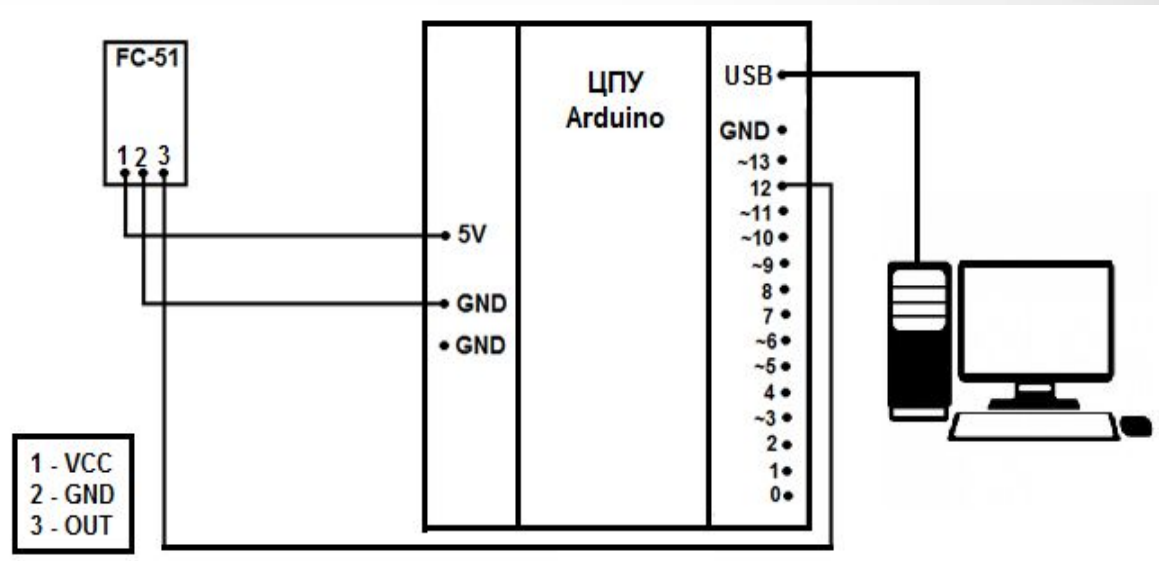 FC-51
1 2 3
ЦПУ
Arduino
5V
GND
GND
USB
GND
~13
12
~11
~10
~9
8
7
~6
~5
4
~3
2
1
0
1 - VCC
2 - GND
3 - OUT